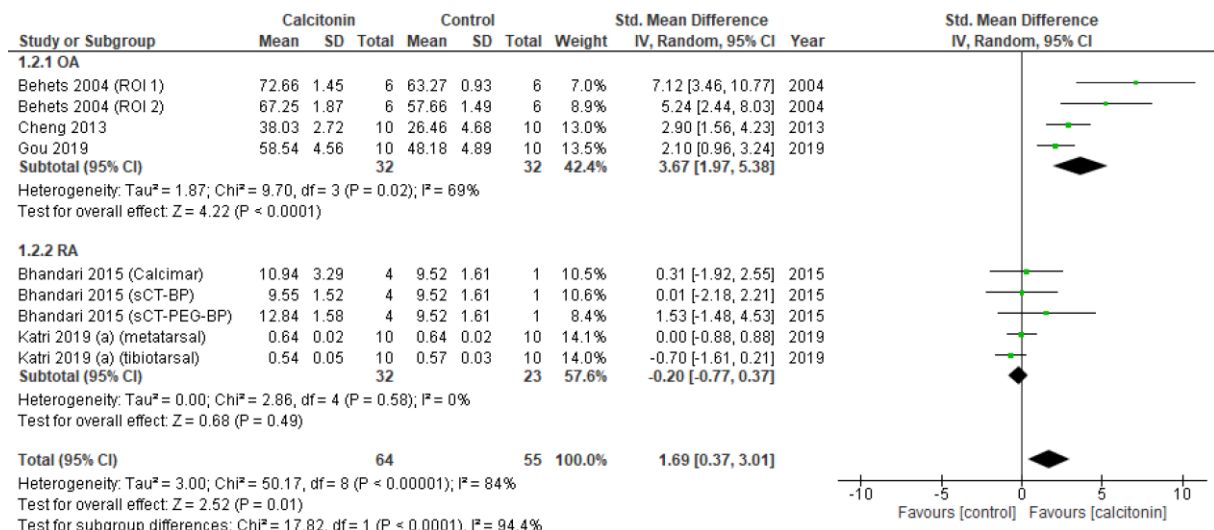 Calcitonin Control Std. Mean Difference Std. Mean Difference
Study or Subgroup Mean SD Total Mean SD Total Weight IV, Random, 95% CI Year IV, Random, 95% CI
1.2.1 OA
Behets 2004 (ROI 1) 72.66 1.45 6 63.27 0.93 6 7.0% 7.12 [3.46, 10.77] 2004
Behets 2004 (ROI 2) 67.25 1.87 6 57.66 1.49 6 8.9% 5.24 [2.44, 8.03] 2004
Cheng 2013 38.03 2.72 10 26.46 4.68 10 13.0% 2.90 [1.56, 4.23] 2013
Gou 2019 58.54 4.56 10 48.18 4.89 10 13.5% 2.10 [0.96, 3.24] 2019
Subtotal (95% CI) 32 32 42.4% 3.67 [1.97, 5.38]
Heterogeneity: Tau² = 1.87; Chi² = 9.70, df = 3 (P = 0.02); I² = 69%
Test for overall effect: Z = 4.22 (P < 0.0001)
1.2.2 RA
Bhandari 2015 (Calcimar) 10.94 3.29 4 9.52 1.61 1 10.5% 0.31 [-1.92, 2.55] 2015
Bhandari 2015 (sCT-BP) 9.55 1.52 4 9.52 1.61 1 10.6% 0.01 [-2.18, 2.21] 2015
Bhandari 2015 (sCT-PEG-BP) 12.84 1.58 4 9.52 1.61 1 8.4% 1.53 [-1.48, 4.53] 2015
Katri 2019 (a) (metatarsal) 0.64 0.02 10 0.64 0.02 10 14.1% 0.00 [-0.88, 0.88] 2019
Katri 2019 (a) (tibiotarsal) 0.54 0.05 10 0.57 0.03 10 14.0% -0.70 [-1.61, 0.21] 2019
Subtotal (95% CI) 32 23 57.6% -0.20 [-0.77, 0.37]
Heterogeneity: Tau² = 0.00; Chi² = 2.86, df = 4 (P = 0.58); I² = 0%
Test for overall effect: Z = 0.68 (P = 0.49)
Total (95% CI) 64 55 100.0% 1.69 [0.37, 3.01]
Heterogeneity: Tau² = 3.00; Chi² = 50.17, df = 8 (P < 0.00001); I² = 84%
Test for overall effect: Z = 2.52 (P = 0.01)
Test for subgroup differences: Chi² = 17.82, df = 1 (P < 0.0001), I² = 94.4%
-10 -5 0 5 10
Favours [control] Favours [calcitonin]